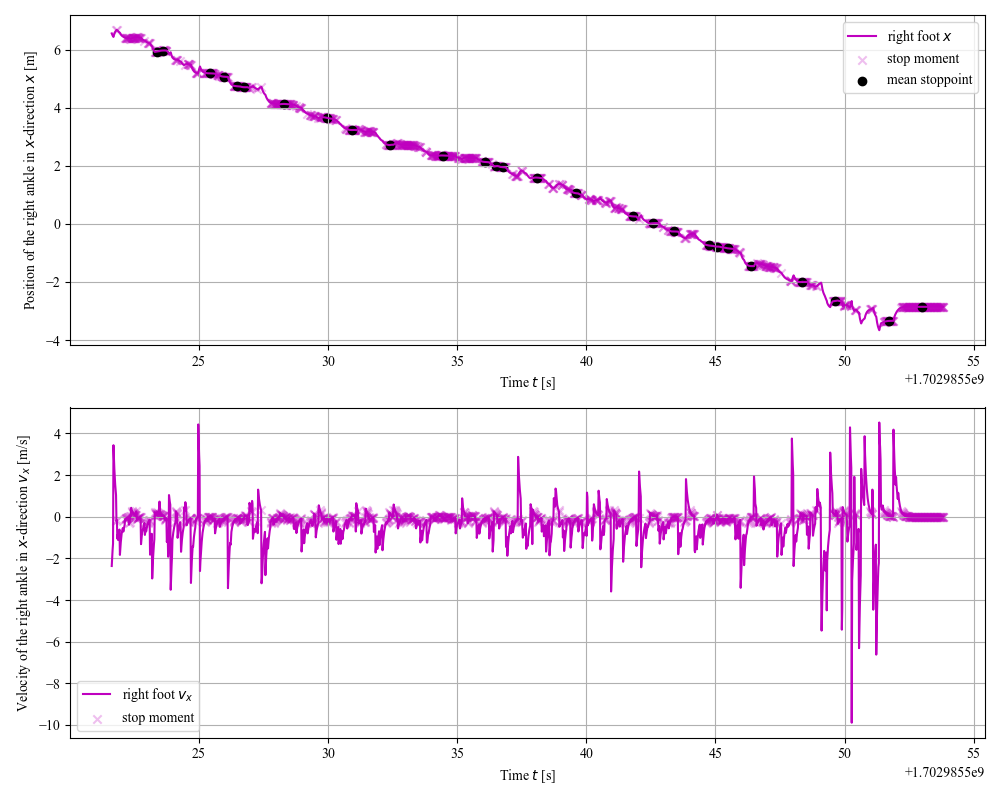 Position of the right ankle in x-direction x [m]
6
4
2
0
−2
−4
right foot x
stop moment
mean stoppoint
25
30
35
40
45
50
55
+1.7029855e9
Time t [s]
Velocity of the right ankle in x-direction vₓ [m/s]
4
2
0
−2
−4
−6
−8
−10
right foot vₓ
stop moment
25
30
35
40
45
50
55
+1.7029855e9
Time t [s]